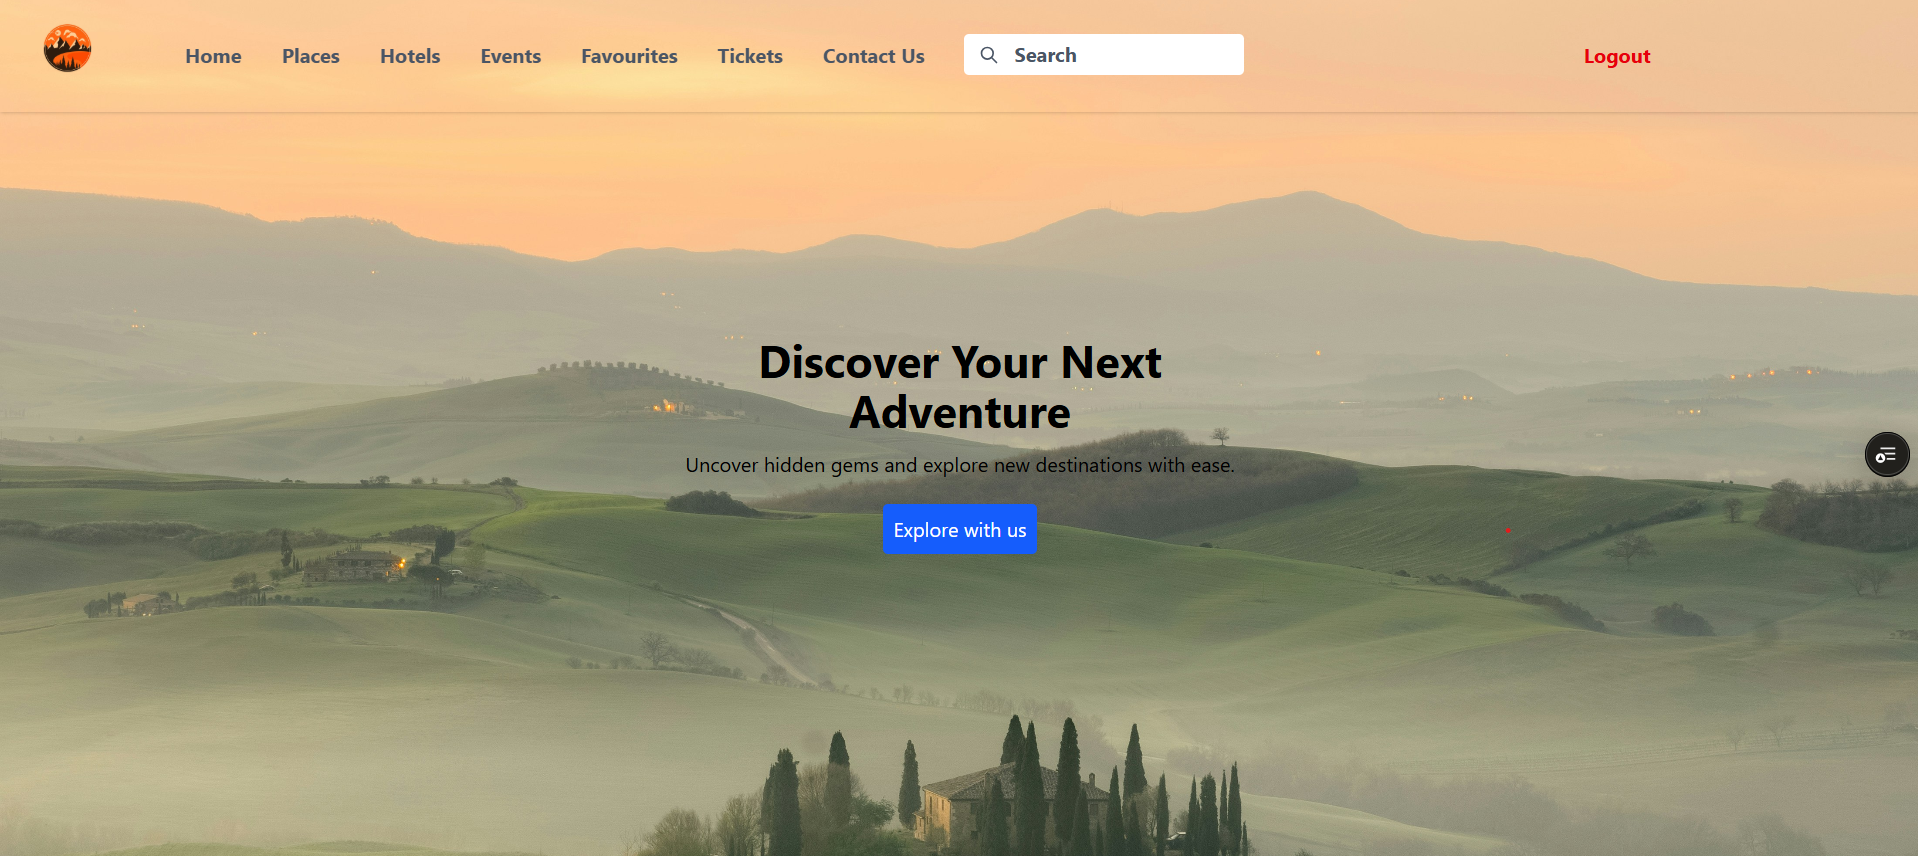 Home Places Hotels Events Favourites Tickets Contact Us Search Logout
Discover Your Next
Adventure
Uncover hidden gems and explore new destinations with ease.
Explore with us